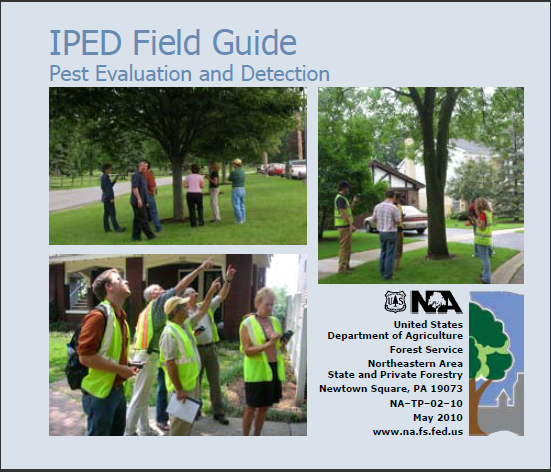 IPED Field Guide
Pest Evaluation and Detection
UAS
NA
United States
Department of Agriculture
Forest Service
Northeastern Area
State and Private Forestry
Newtown Square, PA 19073
NA–TP–02–10
May 2010
www.na.fs.fed.us